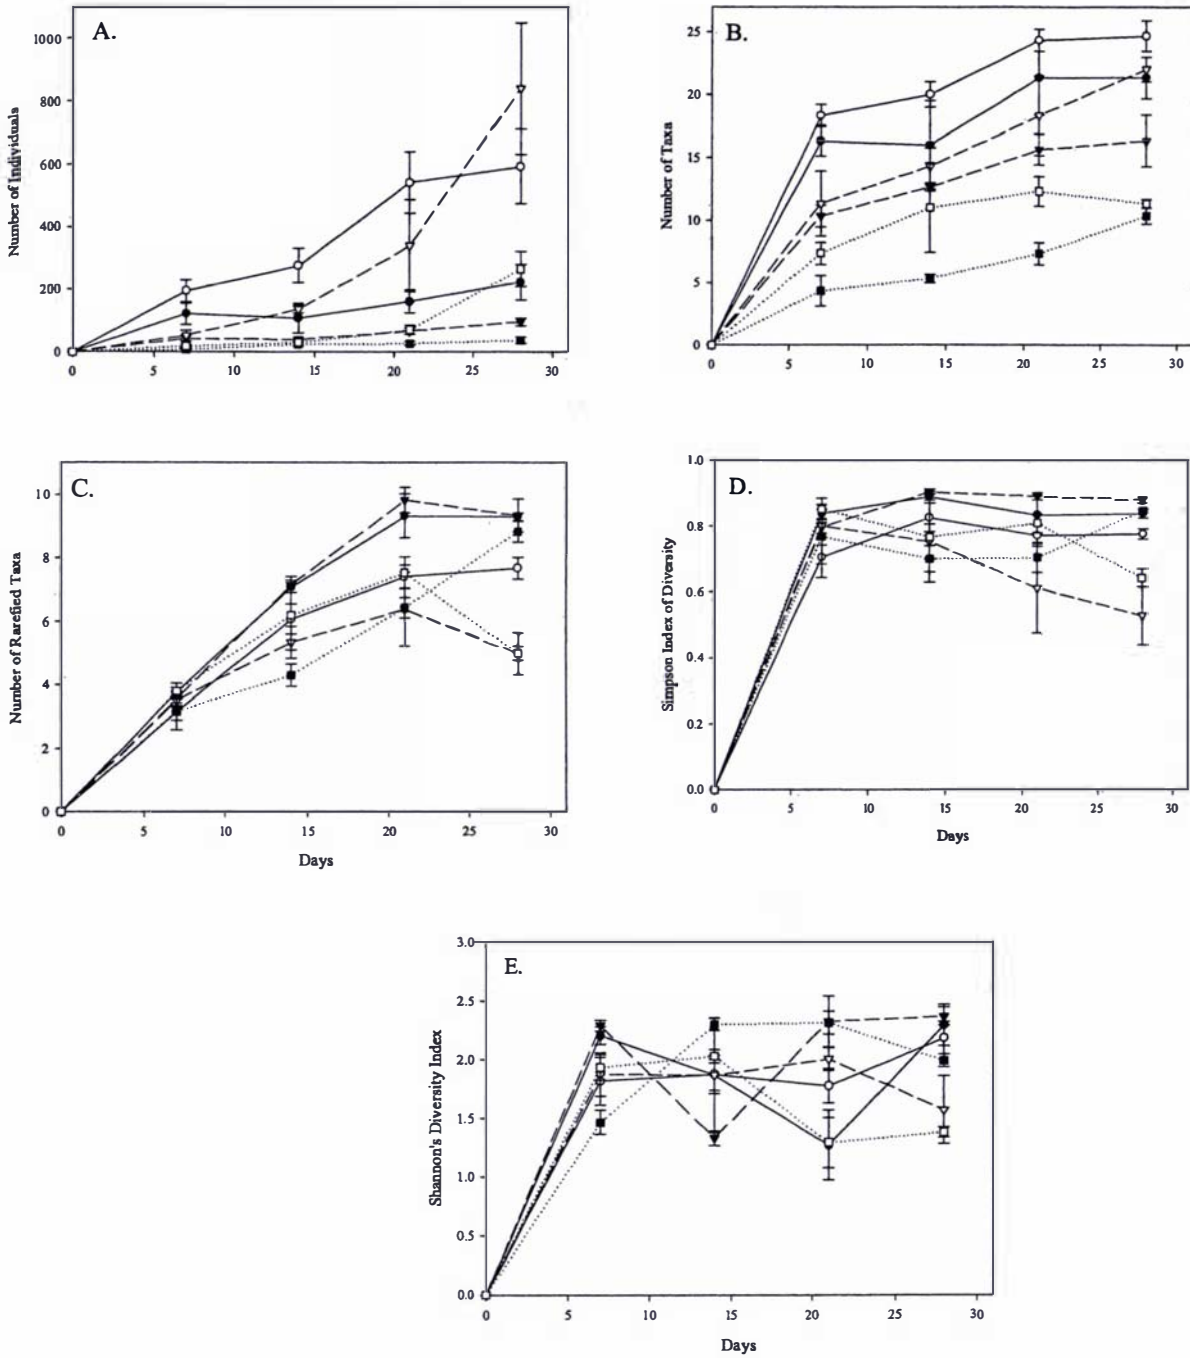 A.
Number of Individuals
1000
800
600
400
200
0
0 5 10 15 20 25 30
B.
Number of Taxa
25
20
15
10
5
0
0 5 10 15 20 25 30
C.
Number of Rarefied Taxa
10
8
6
4
2
0
0 5 10 15 20 25 30
Days
D.
Simpson Index of Diversity
1.0
0.8
0.6
0.4
0.2
0.0
0 5 10 15 20 25 30
Days
E.
Shannon's Diversity Index
3.0
2.5
2.0
1.5
1.0
0.5
0.0
0 5 10 15 20 25 30
Days